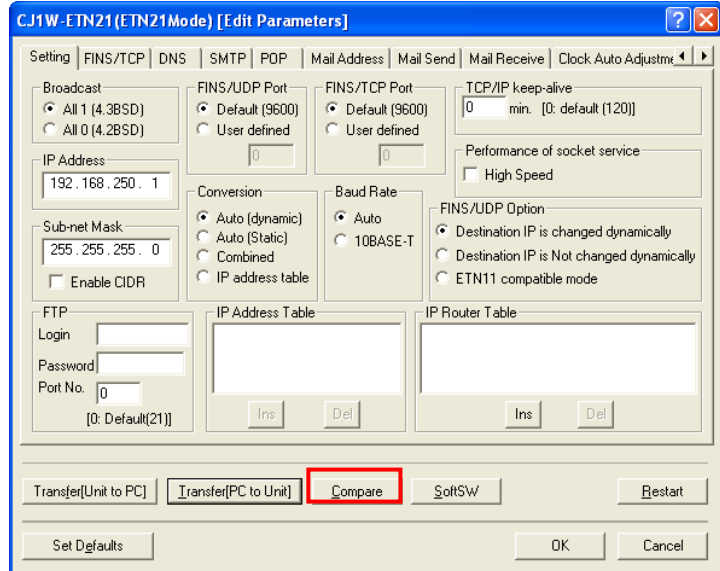 CJ1W-ETN21(ETN21Mode) [Edit Parameters]
Setting FINS/TCP DNS SMTP POP Mail Address Mail Send Mail Receive Clock Auto Adjustme
Broadcast
All 1 (4.3BSD)
All 0 (4.2BSD)
FINS/UDP Port
Default (9600)
User defined
0
FINS/TCP Port
Default (9600)
User defined
0
TCP/IP keep-alive
0 min. [0: default (120)]
IP Address
192.168.250. 1
Performance of socket service
High Speed
Sub-net Mask
255.255.255. 0
Enable CIDR
Conversion
Auto (dynamic)
Auto (Static)
Combined
IP address table
Baud Rate
Auto
10BASE-T
FINS/UDP Option
Destination IP is changed dynamically
Destination IP is Not changed dynamically
ETN11 compatible mode
FTP
Login
Password
Port No. 0
[0: Default(21)]
IP Address Table
Ins Del
IP Router Table
Ins Del
Transfer[Unit to PC] Transfer[PC to Unit] Compare SoftSW Restart
Set Defaults OK Cancel